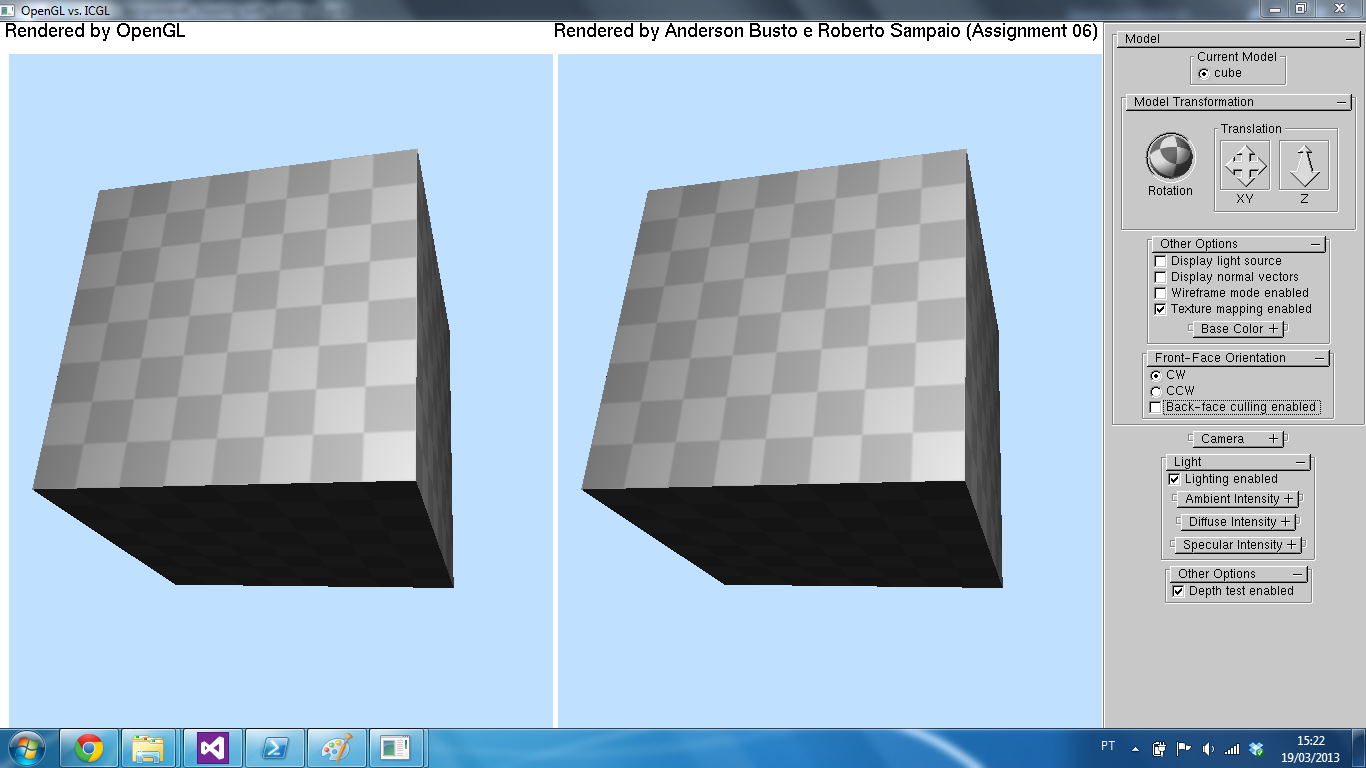 OpenGL vs. ICGL
Rendered by OpenGL
Rendered by Anderson Busto e Roberto Sampaio (Assignment 06)
Model
Current Model
cube
Model Transformation
Translation
Rotation
XY
Z
Other Options
Display light source
Display normal vectors
Wireframe mode enabled
Texture mapping enabled
Base Color +
Front-Face Orientation
CW
CCW
Back-face culling enabled
Camera +
Light
Lighting enabled
Ambient Intensity +
Diffuse Intensity +
Specular Intensity +
Other Options
Depth test enabled
PT
15:22
19/03/2013